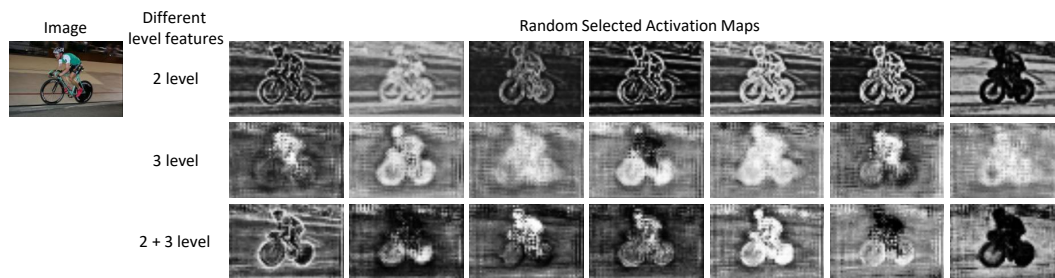 Image
Different
level features
Random Selected Activation Maps
2 level
3 level
2 + 3 level